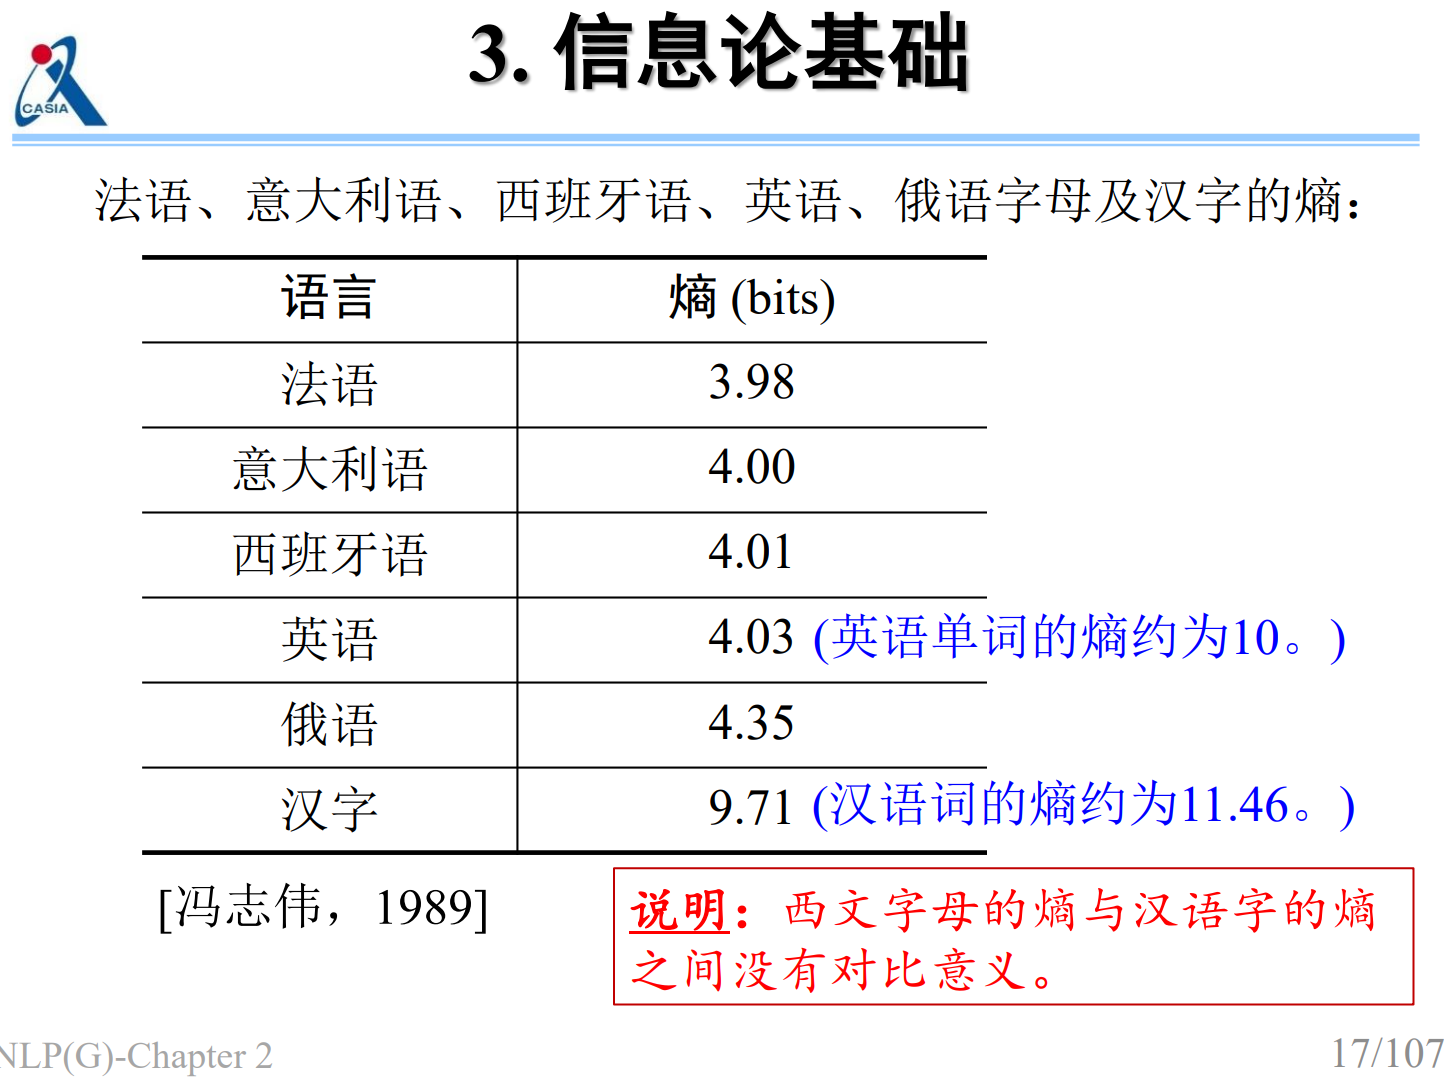 3. 信息论基础
CASIA
法语、意大利语、西班牙语、英语、俄语字母及汉字的熵：
语言 熵 (bits)
法语 3.98
意大利语 4.00
西班牙语 4.01
英语 4.03 (英语单词的熵约为10。)
俄语 4.35
汉字 9.71 (汉语词的熵约为11.46。)
[冯志伟，1989]
说明：西文字母的熵与汉语字的熵
之间没有对比意义。
NLP(G)-Chapter 2
17/107